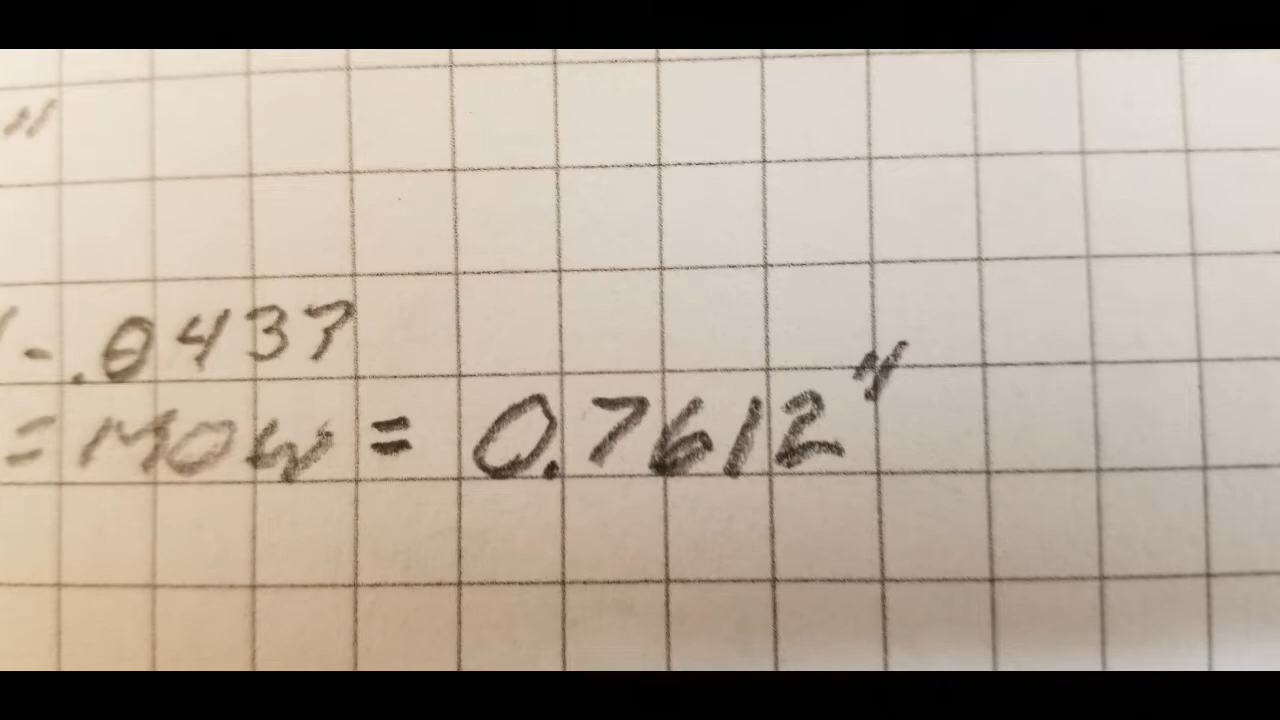 "
- .0437
= MOW = 0.7612"